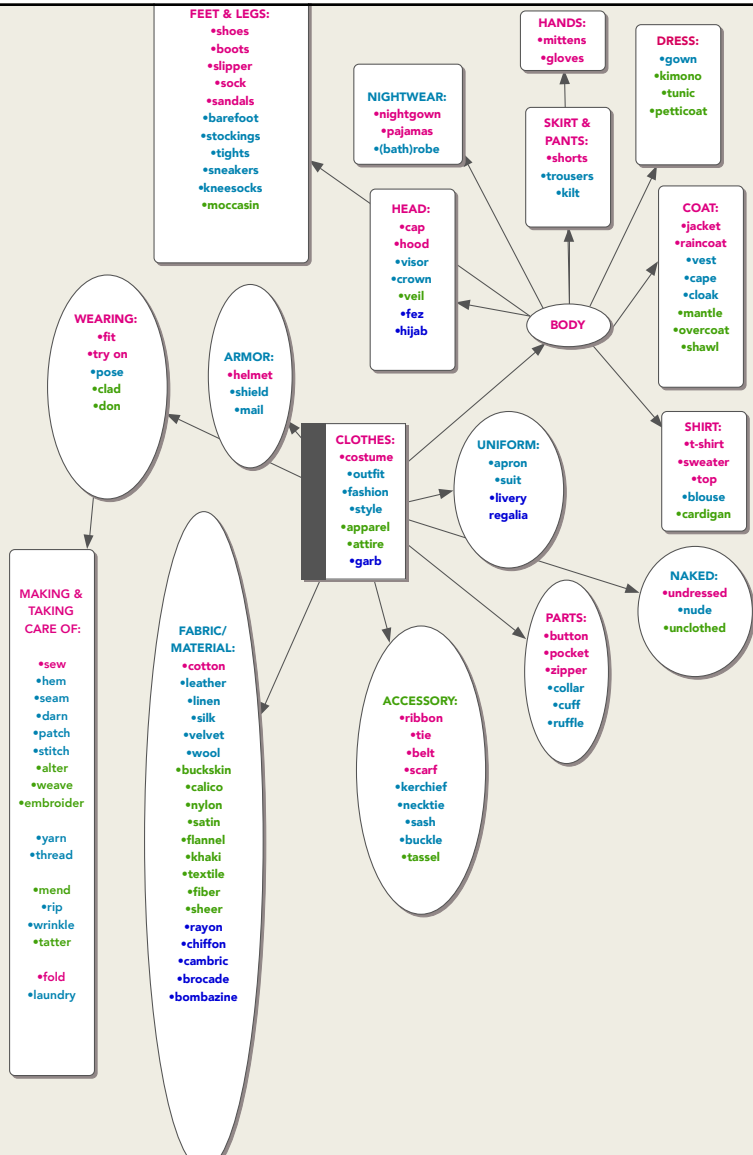 FEET & LEGS:
•shoes
•boots
•slipper
•sock
•sandals
•barefoot
•stockings
•tights
•sneakers
•kneesocks
•moccasin
NIGHTWEAR:
•nightgown
•pajamas
•(bath)robe
HANDS:
•mittens
•gloves
DRESS:
•gown
•kimono
•tunic
•petticoat
SKIRT &
PANTS:
•shorts
•trousers
•kilt
HEAD:
•cap
•hood
•visor
•crown
•veil
•fez
•hijab
COAT:
•jacket
•raincoat
•vest
•cape
•cloak
•mantle
•overcoat
•shawl
BODY
WEARING:
•fit
•try on
•pose
•clad
•don
ARMOR:
•helmet
•shield
•mail
CLOTHES:
•costume
•outfit
•fashion
•style
•apparel
•attire
•garb
UNIFORM:
•apron
•suit
•livery
regalia
SHIRT:
•t-shirt
•sweater
•top
•blouse
•cardigan
NAKED:
•undressed
•nude
•unclothed
MAKING &
TAKING
CARE OF:
•sew
•hem
•seam
•darn
•patch
•stitch
•alter
•weave
•embroider
•yarn
•thread
•mend
•rip
•wrinkle
•tatter
•fold
•laundry
FABRIC/
MATERIAL:
•cotton
•leather
•linen
•silk
•velvet
•wool
•buckskin
•calico
•nylon
•satin
•flannel
•khaki
•textile
•fiber
•sheer
•rayon
•chiffon
•cambric
•brocade
•bombazine
ACCESSORY:
•ribbon
•tie
•belt
•scarf
•kerchief
•necktie
•sash
•buckle
•tassel
PARTS:
•button
•pocket
•zipper
•collar
•cuff
•ruffle